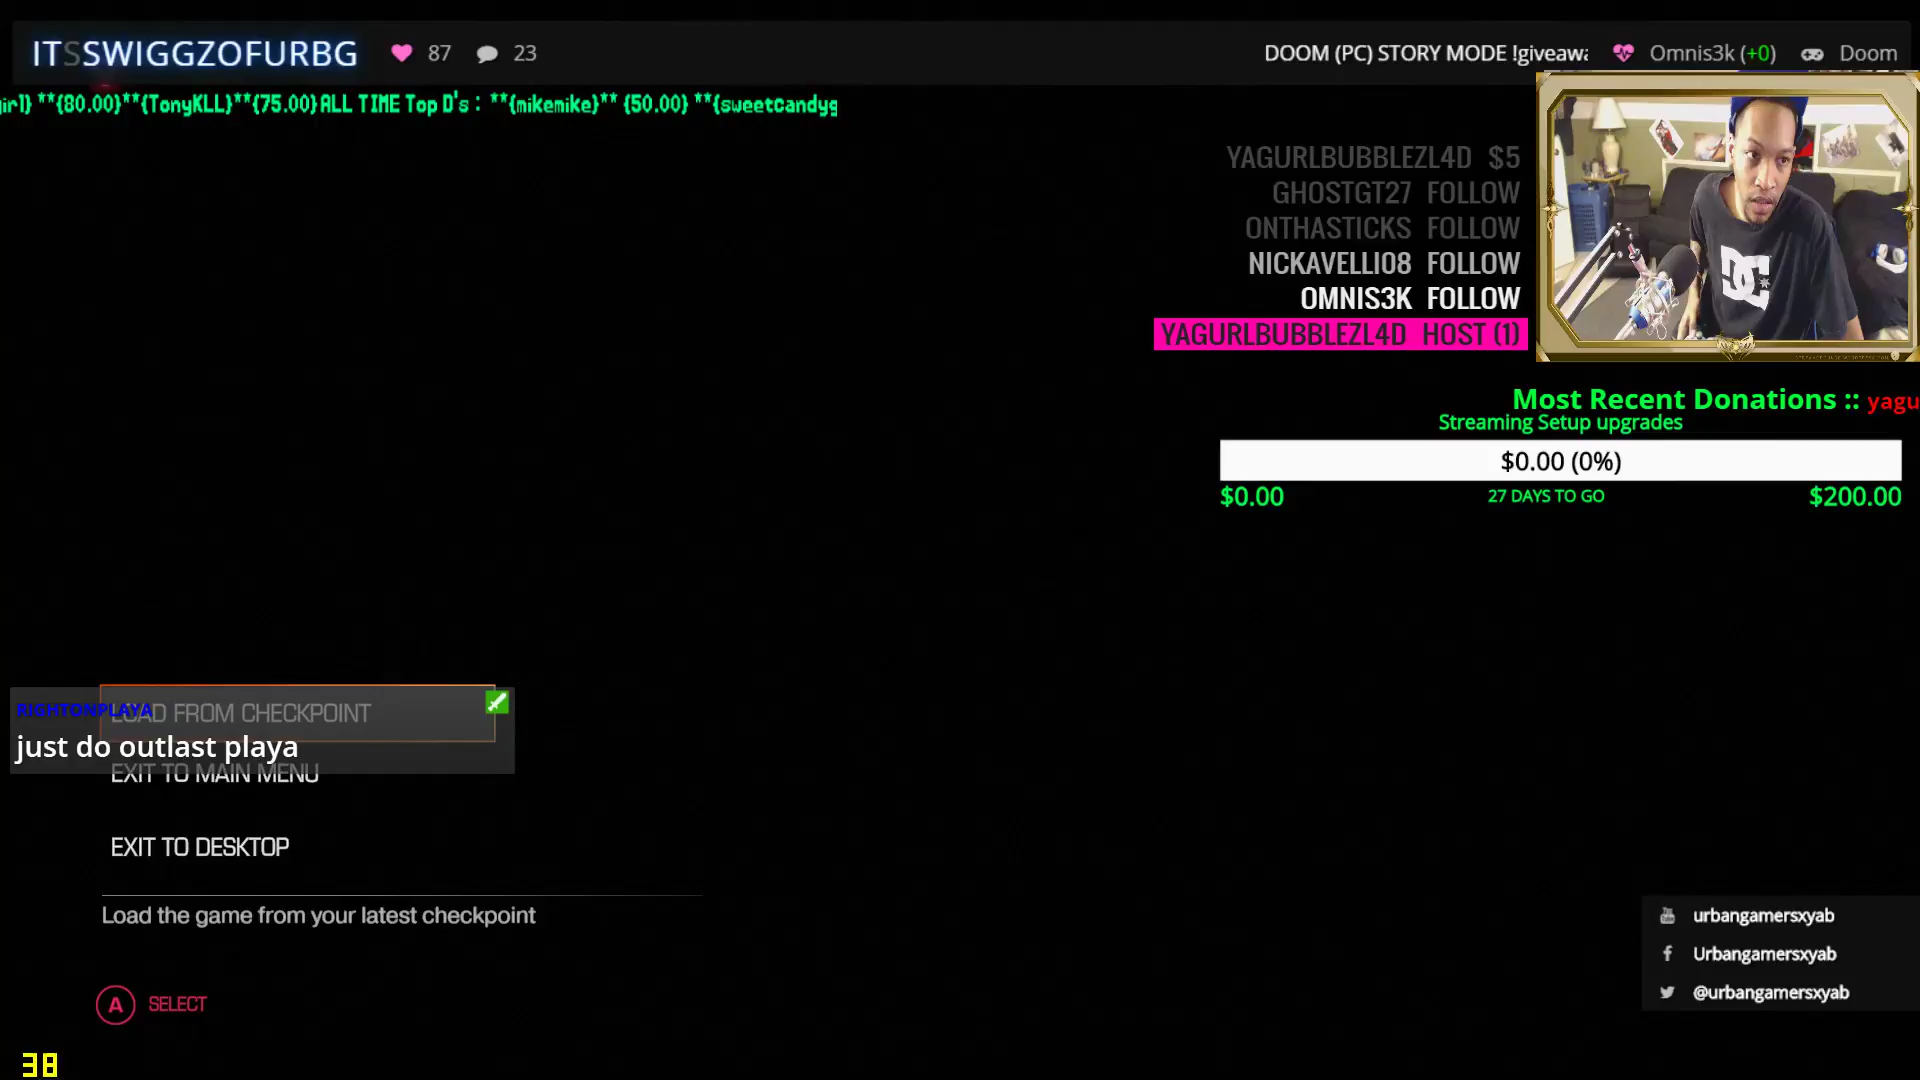 ITSSWIGGZOFURBG 87 23
DOOM (PC) STORY MODE !giveawa Omnis3k (+0) Doom
girl} **{80.00}**{TonyKLL}**{75.00}ALL TIME Top D's : **{mikemike}** {50.00} **{sweetCandyg
YAGURLBUBBLEZL4D $5
GHOSTGT27 FOLLOW
ONTHASTICKS FOLLOW
NICKAVELLI08 FOLLOW
OMNIS3K FOLLOW
YAGURLBUBBLEZL4D HOST (1)
DC
Most Recent Donations :: yagu
Streaming Setup upgrades
$0.00 (0%)
$0.00 27 DAYS TO GO $200.00
RIGHTONPLAYA
LOAD FROM CHECKPOINT
just do outlast playa
EXIT TO MAIN MENU
EXIT TO DESKTOP
Load the game from your latest checkpoint
A SELECT
urbangamersxyab
Urbangamersxyab
@urbangamersxyab
38